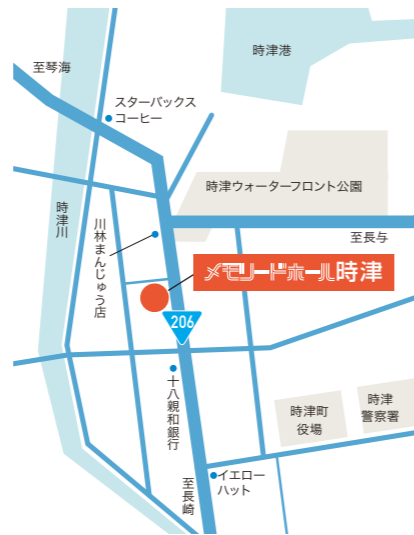 時津港
至琴海
スターバックス
コーヒー
時津ウォーターフロント公園
時津川
川林まんじゅう店
至長与
メモリードホール時津
206
十八親和銀行
時津町
役場
時津
警察署
イエロー
ハット
至長崎